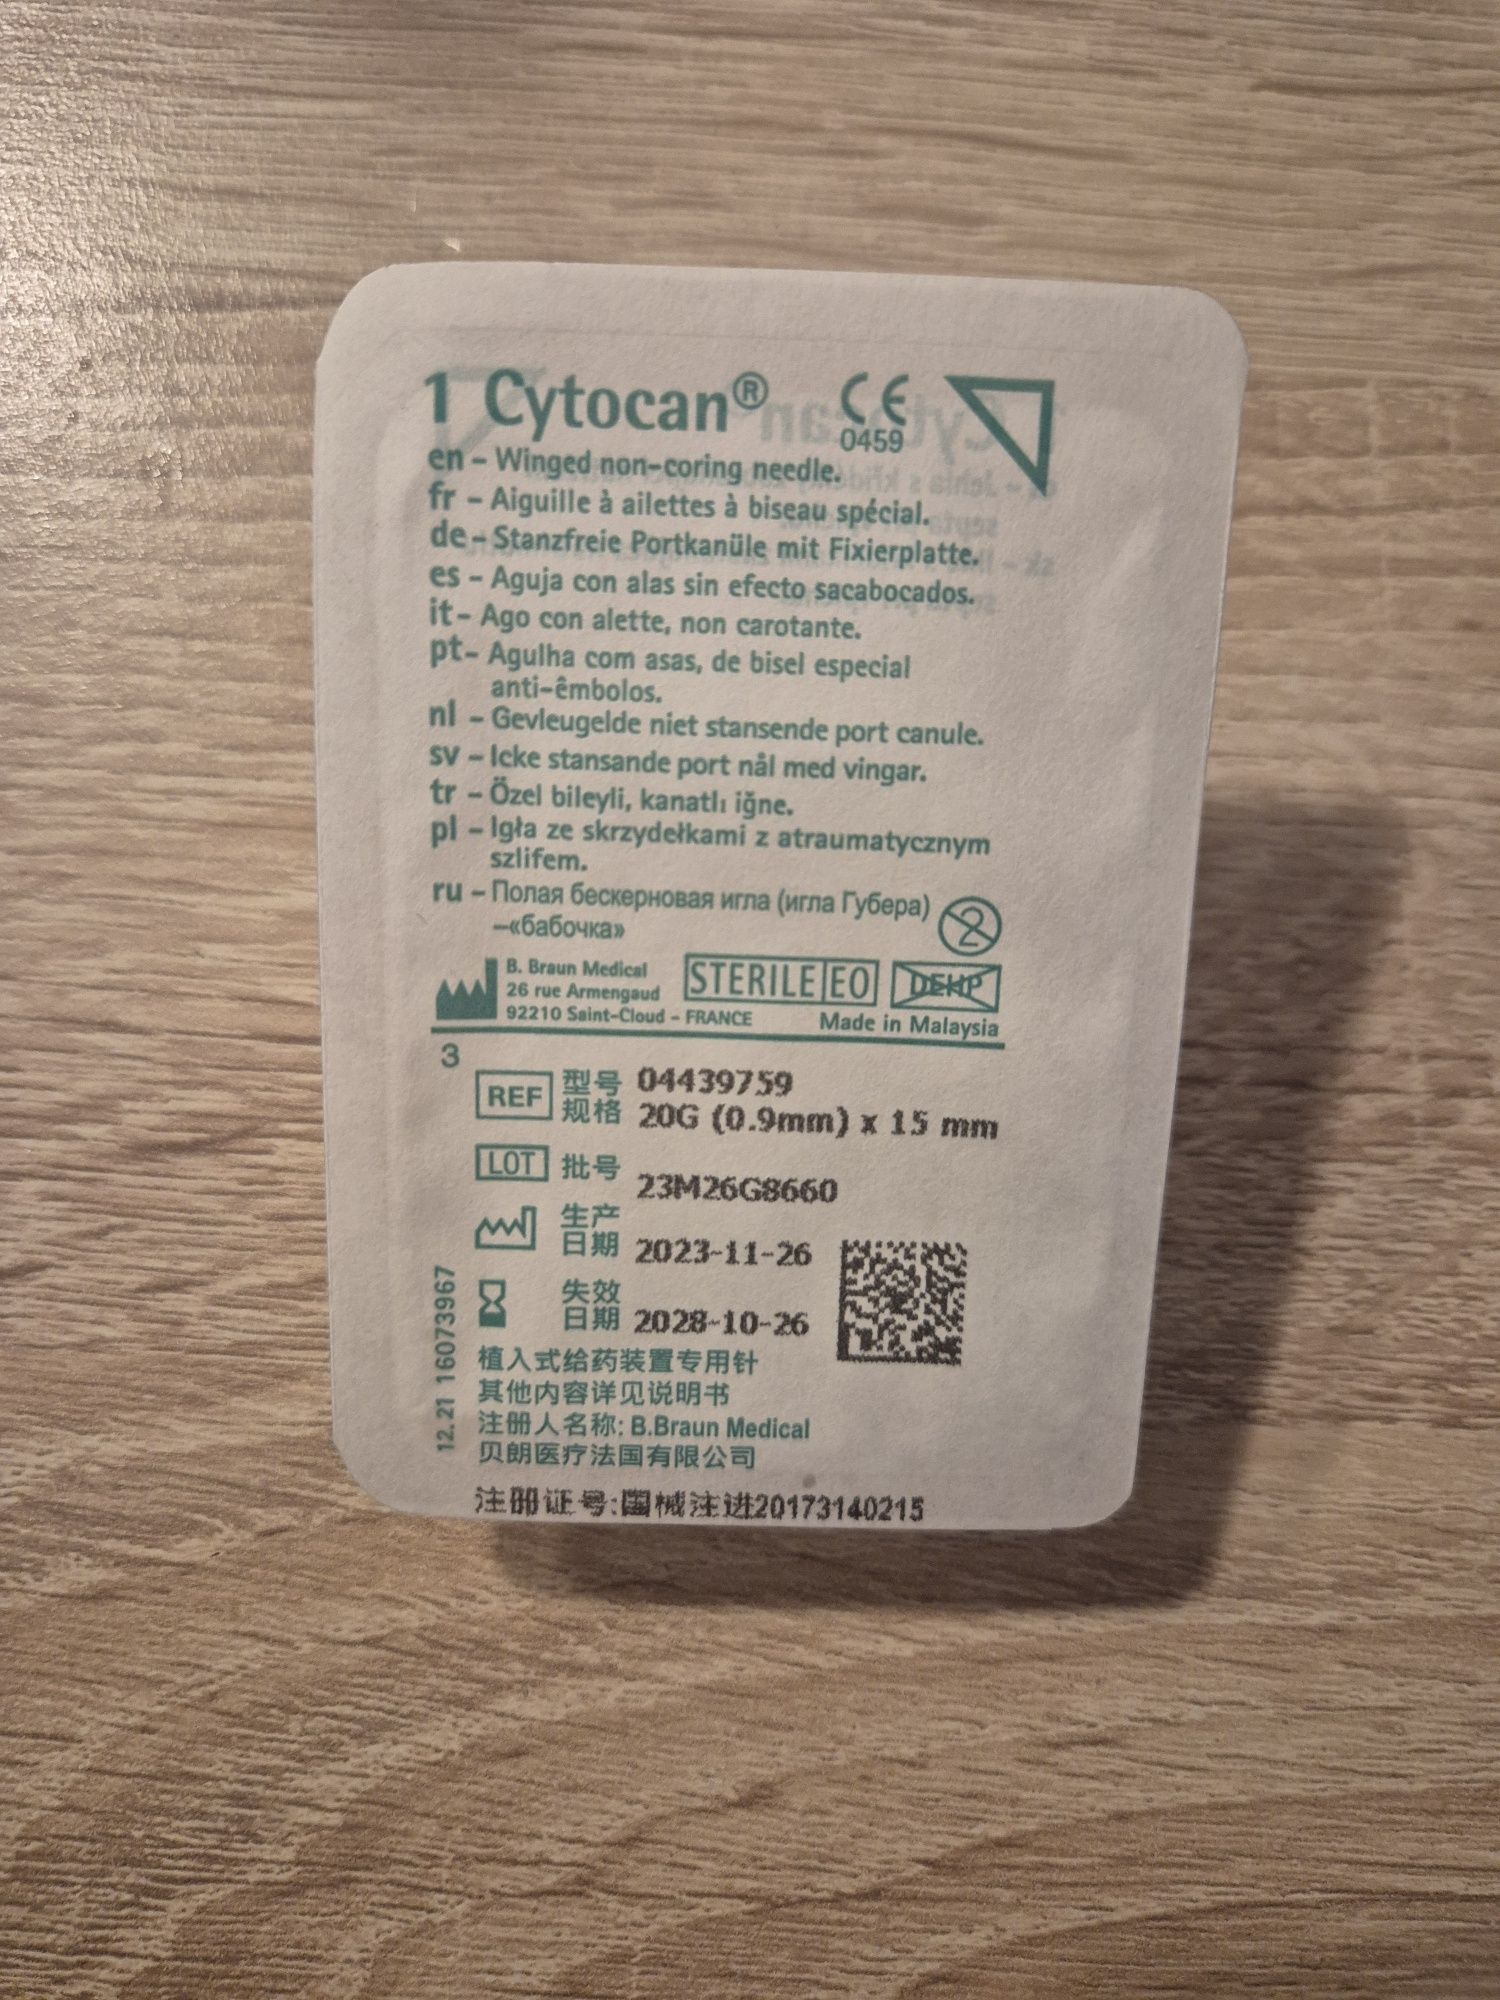 1 Cytocan® CE
0459
en - Winged non-coring needle.
fr - Aiguille à ailettes à biseau spécial.
de - Stanzfreie Portkanüle mit Fixierplatte.
es - Aguja con alas sin efecto sacabocados.
it - Ago con alette, non carotante.
pt - Agulha com asas, de bisel especial
anti-êmbolos.
nl - Gevleugelde niet stansende port canule.
sv - Icke stansande port nål med vingar.
tr - Özel bileyli, kanatlı iğne.
pl - Igła ze skrzydełkami z atraumatycznym
szlifem.
ru - Полая бескерновая игла (игла Губера)
-«бабочка»
2
B. Braun Medical
26 rue Armengaud
92210 Saint-Cloud - FRANCE
STERILE EO DEHP
Made in Malaysia
3
REF 型号 04439759
规格 20G (0.9mm) x 15 mm
LOT 批号 23M26G8660
生产
日期 2023-11-26
失效
日期 2028-10-26
植入式给药装置专用针
其他内容详见说明书
注册人名称: B.Braun Medical
贝朗医疗法国有限公司
注册证号:国械注进20173140215
12.21 16073967